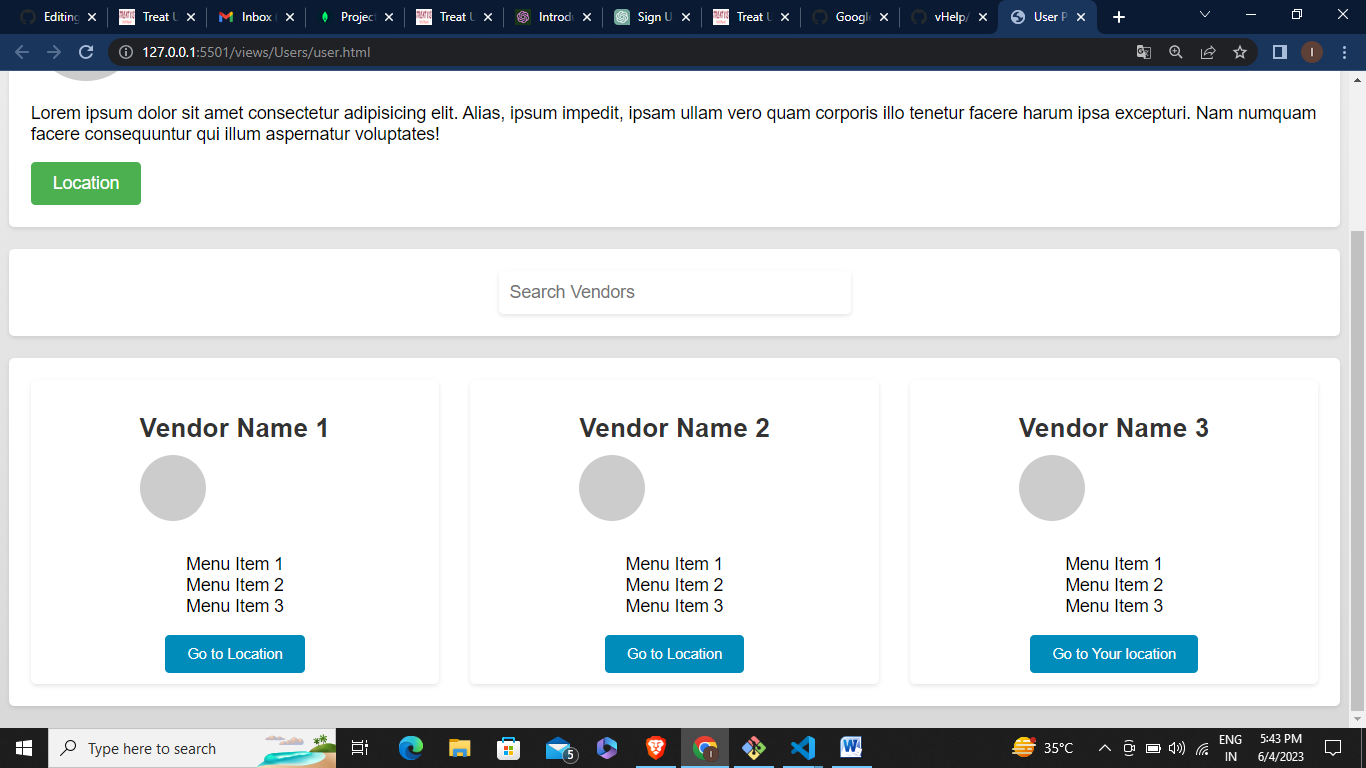 Editing
Treat U
Inbox
Project
Treat U
Introdu
Sign U
Treat U
Google
vHelp/
User P
127.0.0.1:5501/views/Users/user.html
I
Lorem ipsum dolor sit amet consectetur adipisicing elit. Alias, ipsum impedit, ipsam ullam vero quam corporis illo tenetur facere harum ipsa excepturi. Nam numquam
facere consequuntur qui illum aspernatur voluptates!
Location
Search Vendors
Vendor Name 1
Vendor Name 2
Vendor Name 3
Menu Item 1
Menu Item 2
Menu Item 3
Menu Item 1
Menu Item 2
Menu Item 3
Menu Item 1
Menu Item 2
Menu Item 3
Go to Location
Go to Location
Go to Your location
Type here to search
5
35°C
ENG
IN
5:43 PM
6/4/2023